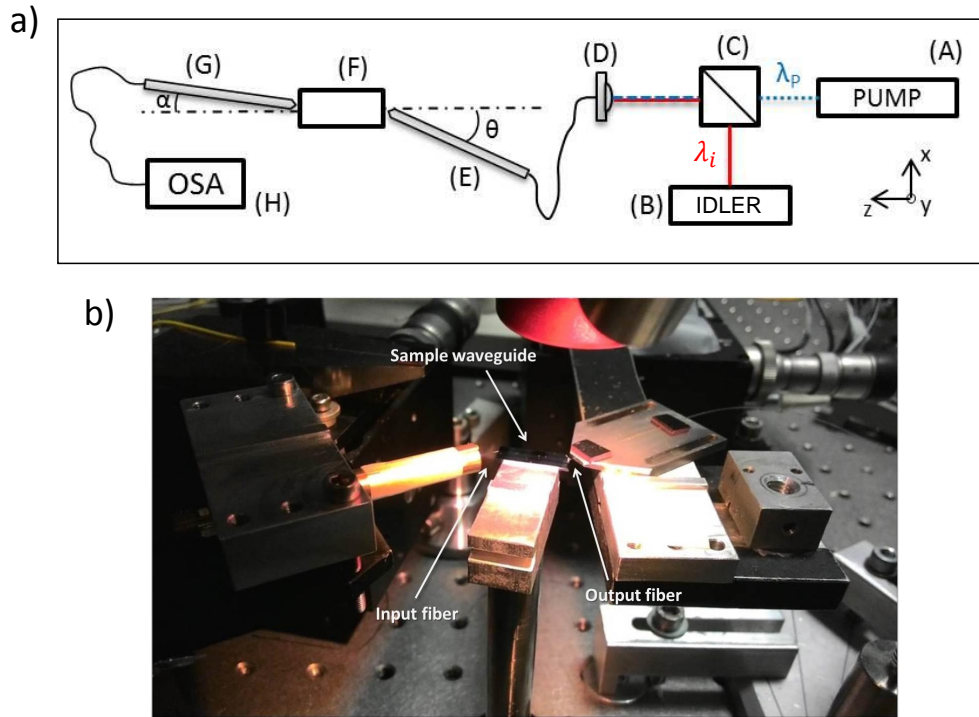 a)
(G)
(F)
(D)
(C)
(A)
α
θ
λP
PUMP
(E)
λi
OSA
(H)
(B)
IDLER
x
z
y
b)
Sample waveguide
Input fiber
Output fiber